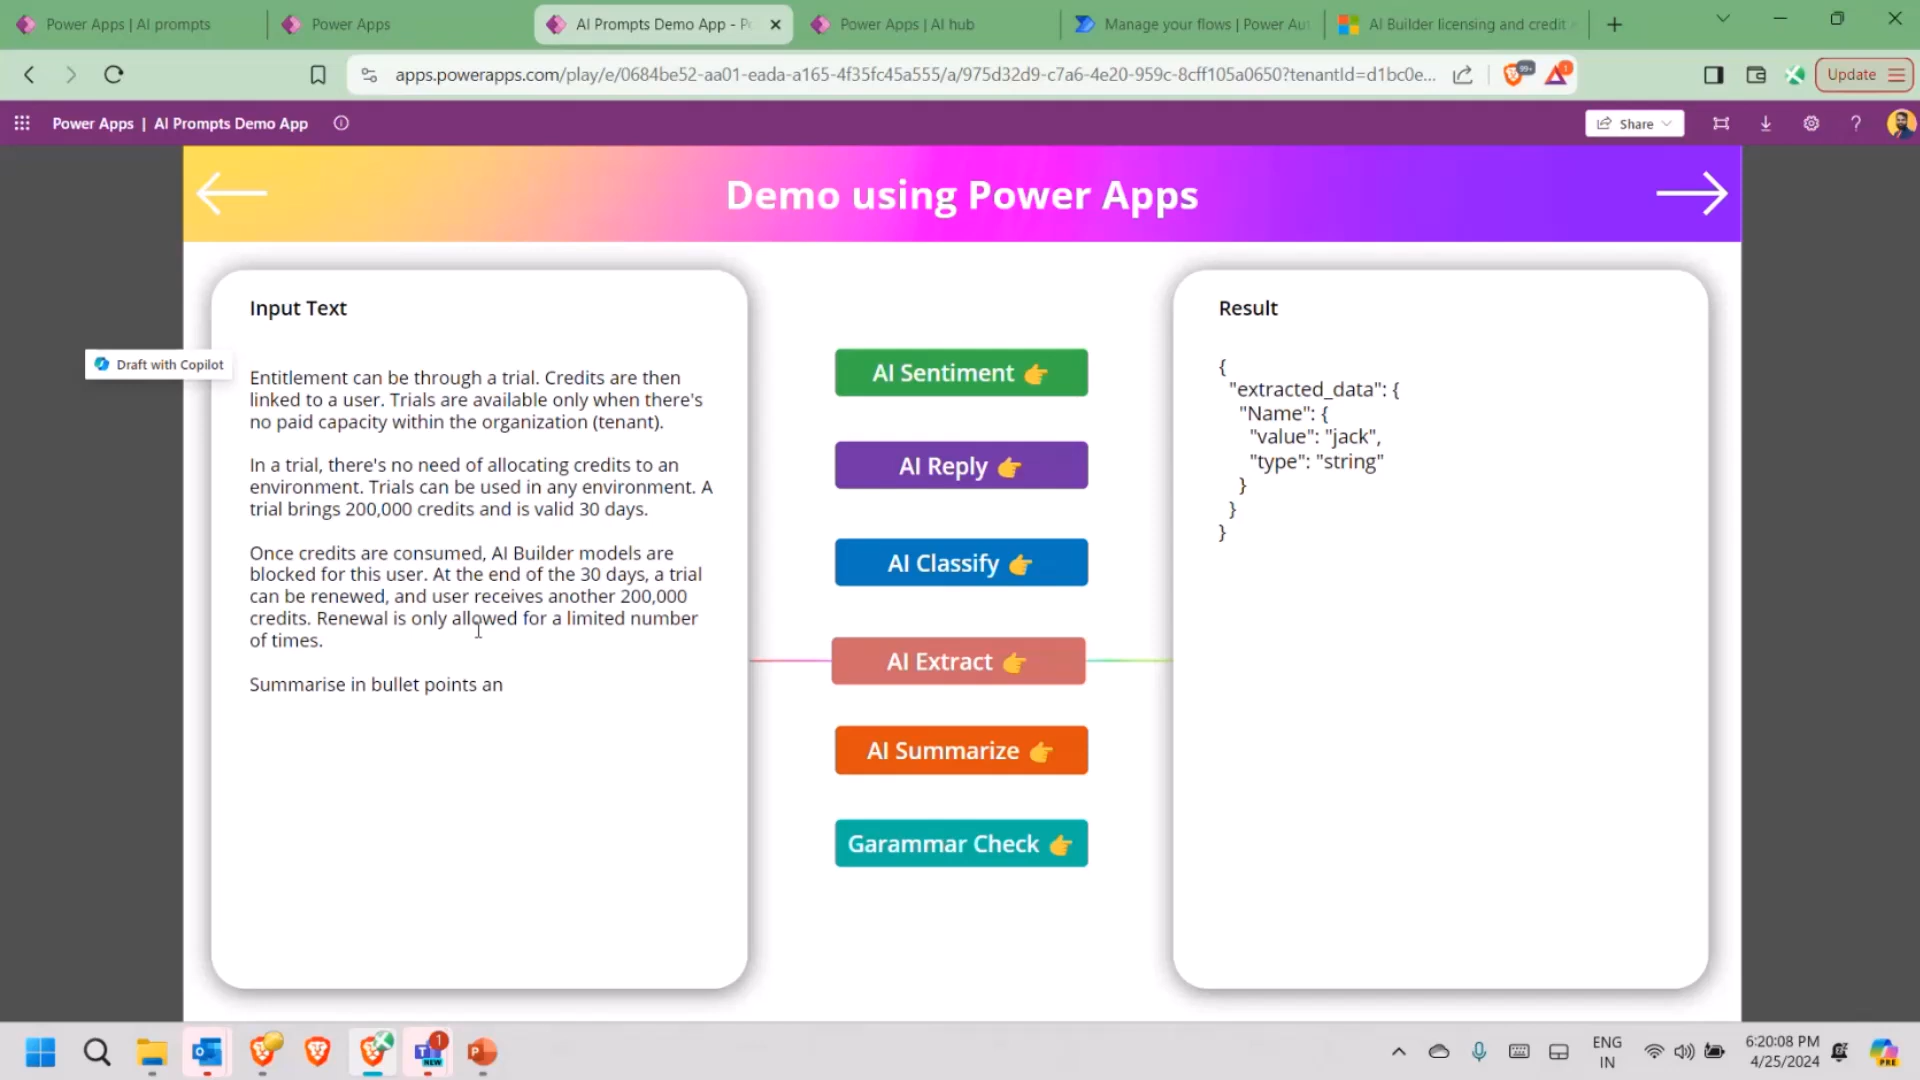 Power Apps | AI prompts
Power Apps
AI Prompts Demo App - P
Power Apps | AI hub
Manage your flows | Power Aut
AI Builder licensing and credit
apps.powerapps.com/play/e/0684be52-aa01-eada-a165-4f35fc45a555/a/975d32d9-c7a6-4e20-959c-8cff105a0650?tenantId=d1bc0e...
99+
1
Update
Power Apps | AI Prompts Demo App
Share
Demo using Power Apps
Input Text
Draft with Copilot
Entitlement can be through a trial. Credits are then
linked to a user. Trials are available only when there's
no paid capacity within the organization (tenant).
In a trial, there's no need of allocating credits to an
environment. Trials can be used in any environment. A
trial brings 200,000 credits and is valid 30 days.
Once credits are consumed, AI Builder models are
blocked for this user. At the end of the 30 days, a trial
can be renewed, and user receives another 200,000
credits. Renewal is only allowed for a limited number
of times.
Summarise in bullet points an
AI Sentiment 👉
AI Reply 👉
AI Classify 👉
AI Extract 👉
AI Summarize 👉
Garammar Check 👉
Result
{
"extracted_data": {
"Name": {
"value": "jack",
"type": "string"
}
}
}
1
NEW
ENG
IN
6:20:08 PM
4/25/2024
PRE